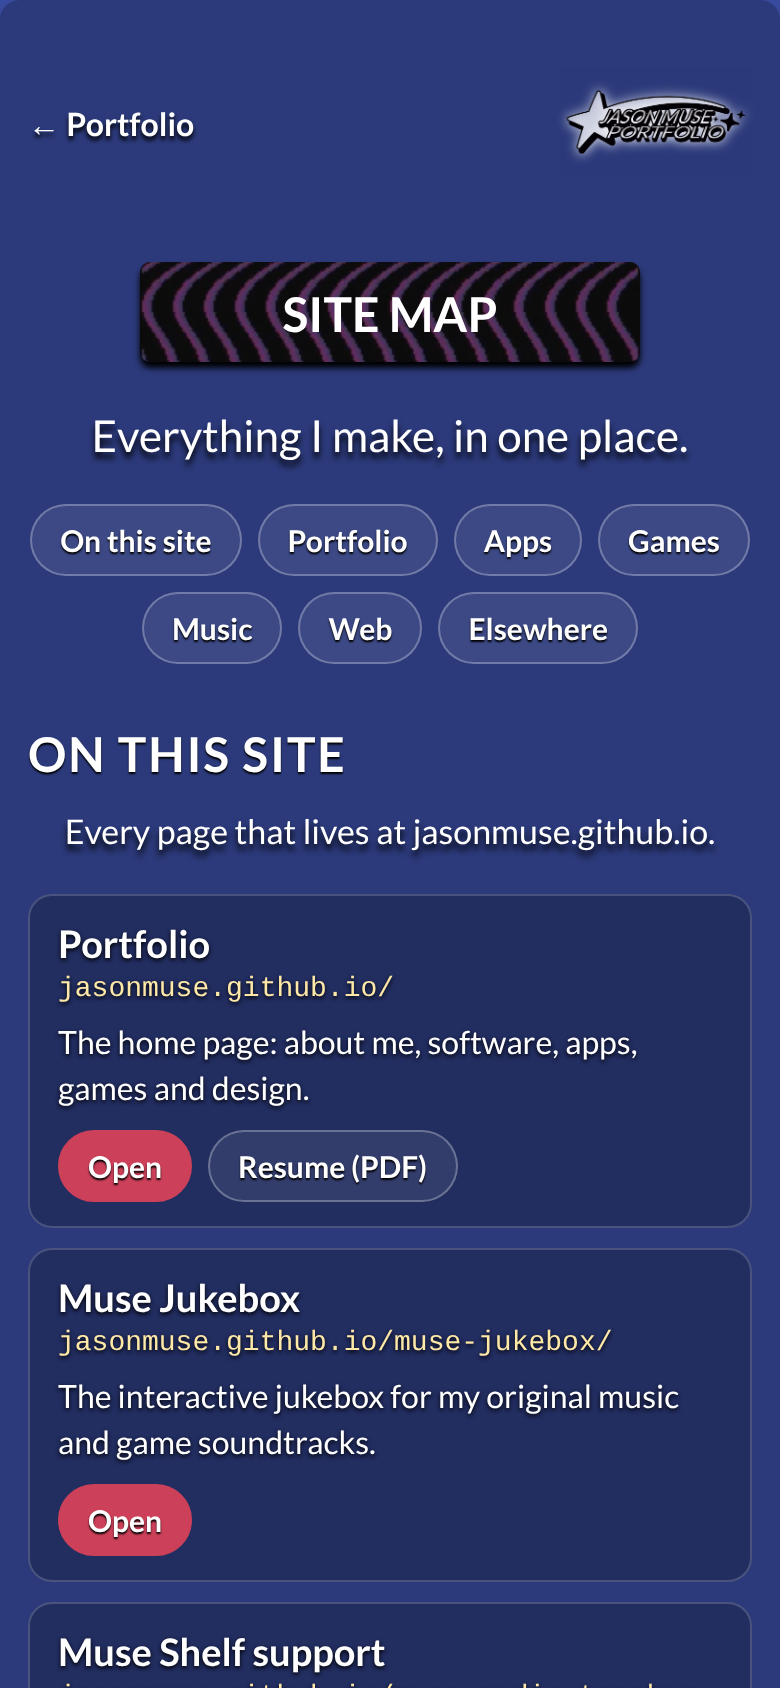 ← Portfolio
JASON MUSE
PORTFOLIO
SITE MAP
Everything I make, in one place.
On this site
Portfolio
Apps
Games
Music
Web
Elsewhere
ON THIS SITE
Every page that lives at jasonmuse.github.io.
Portfolio
jasonmuse.github.io/
The home page: about me, software, apps,
games and design.
Open
Resume (PDF)
Muse Jukebox
jasonmuse.github.io/muse-jukebox/
The interactive jukebox for my original music
and game soundtracks.
Open
Muse Shelf support